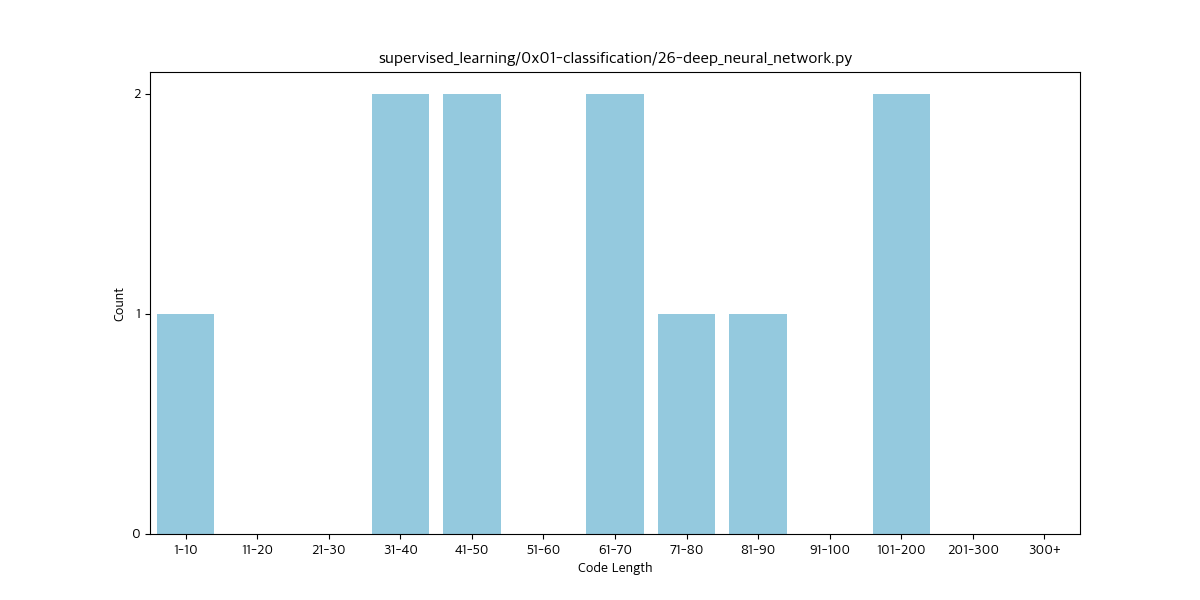 supervised_learning/0x01-classification/26-deep_neural_network.py
Count
2
1
0
1-10 11-20 21-30 31-40 41-50 51-60 61-70 71-80 81-90 91-100 101-200 201-300 300+
Code Length